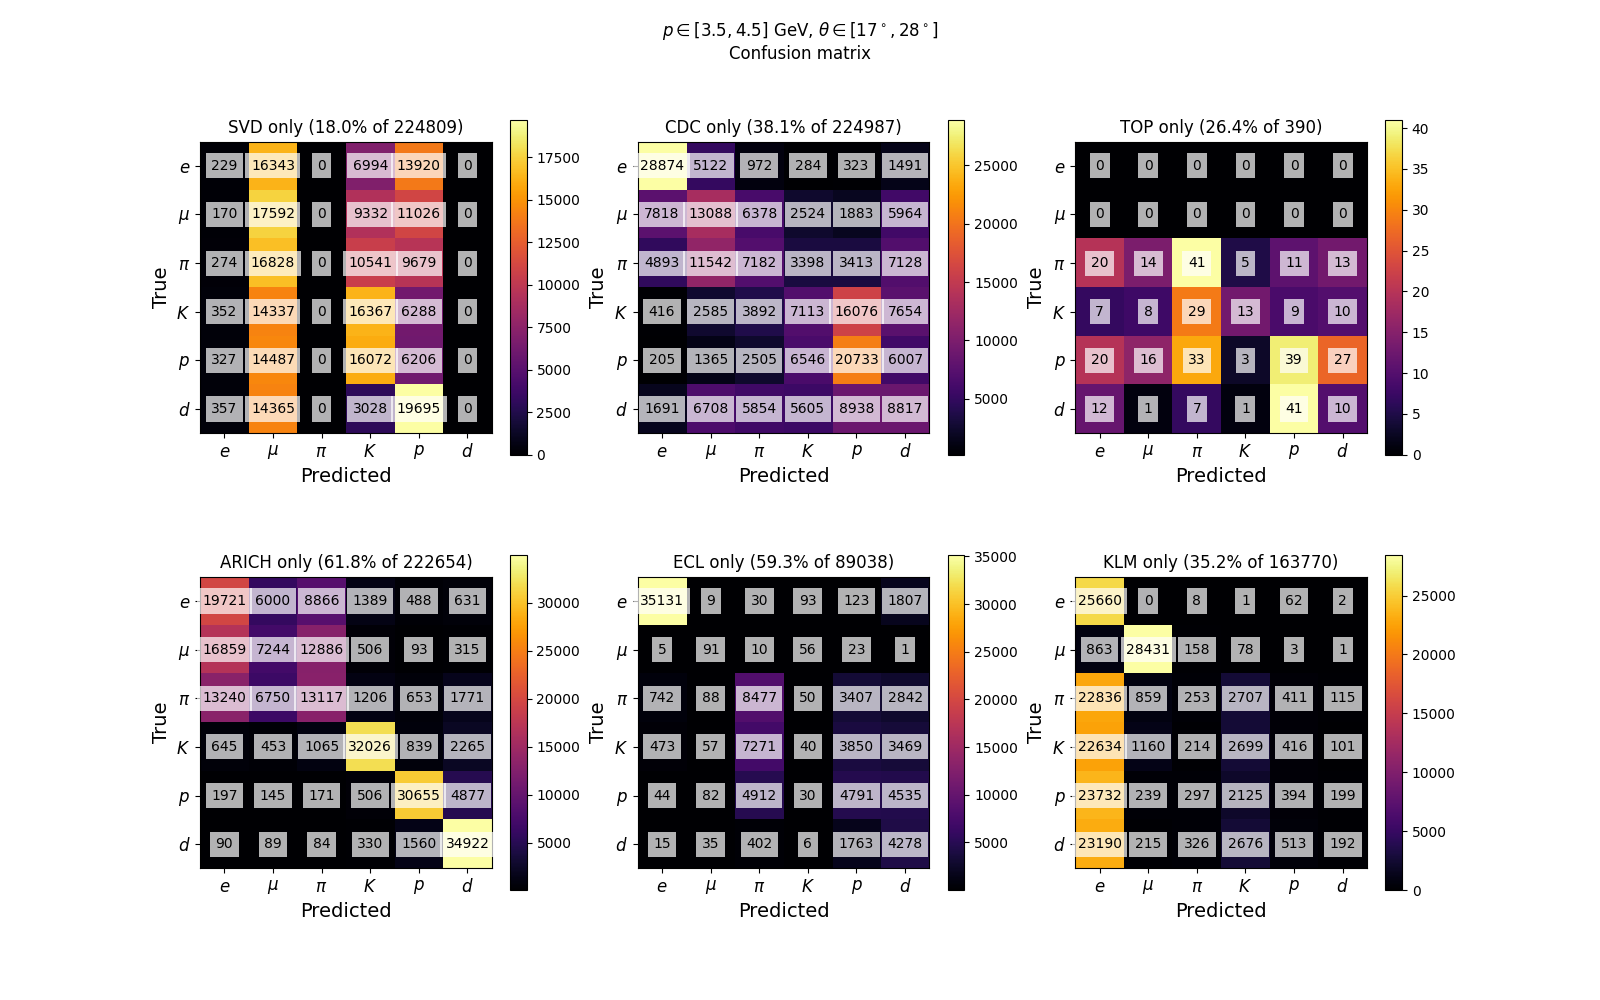 p ∈ [3.5, 4.5] GeV, θ ∈ [17°, 28°]
Confusion matrix
SVD only (18.0% of 224809)
e 229 16343 0 6994 13920 0
μ 170 17592 0 9332 11026 0
π 274 16828 0 10541 9679 0
K 352 14337 0 16367 6288 0
p 327 14487 0 16072 6206 0
d 357 14365 0 3028 19695 0
e μ π K p d
True
Predicted
17500
15000
12500
10000
7500
5000
2500
0
CDC only (38.1% of 224987)
e 28874 5122 972 284 323 1491
μ 7818 13088 6378 2524 1883 5964
π 4893 11542 7182 3398 3413 7128
K 416 2585 3892 7113 16076 7654
p 205 1365 2505 6546 20733 6007
d 1691 6708 5854 5605 8938 8817
e μ π K p d
True
Predicted
25000
20000
15000
10000
5000
TOP only (26.4% of 390)
e 0 0 0 0 0 0
μ 0 0 0 0 0 0
π 20 14 41 5 11 13
K 7 8 29 13 9 10
p 20 16 33 3 39 27
d 12 1 7 1 41 10
e μ π K p d
True
Predicted
40
35
30
25
20
15
10
5
0
ARICH only (61.8% of 222654)
e 19721 6000 8866 1389 488 631
μ 16859 7244 12886 506 93 315
π 13240 6750 13117 1206 653 1771
K 645 453 1065 32026 839 2265
p 197 145 171 506 30655 4877
d 90 89 84 330 1560 34922
e μ π K p d
True
Predicted
30000
25000
20000
15000
10000
5000
ECL only (59.3% of 89038)
e 35131 9 30 93 123 1807
μ 5 91 10 56 23 1
π 742 88 8477 50 3407 2842
K 473 57 7271 40 3850 3469
p 44 82 4912 30 4791 4535
d 15 35 402 6 1763 4278
e μ π K p d
True
Predicted
35000
30000
25000
20000
15000
10000
5000
KLM only (35.2% of 163770)
e 25660 0 8 1 62 2
μ 863 28431 158 78 3 1
π 22836 859 253 2707 411 115
K 22634 1160 214 2699 416 101
p 23732 239 297 2125 394 199
d 23190 215 326 2676 513 192
e μ π K p d
True
Predicted
25000
20000
15000
10000
5000
0